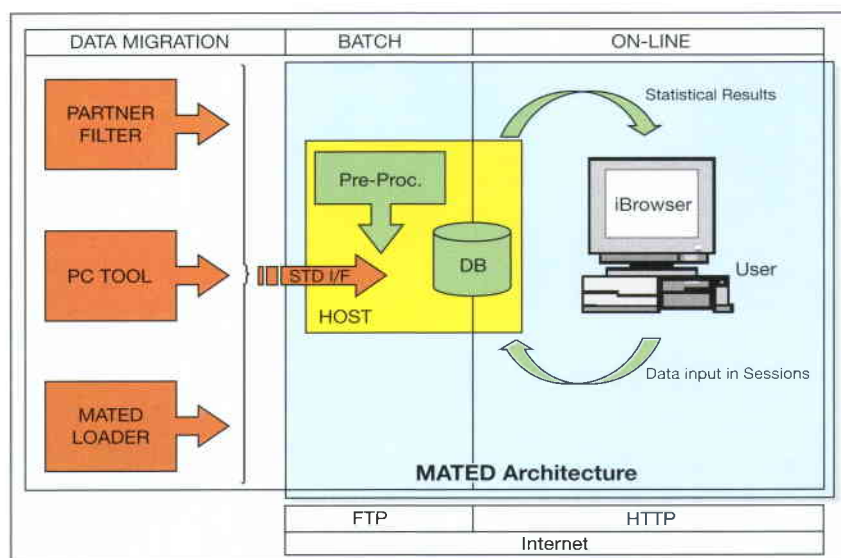 DATA MIGRATION
BATCH
ON-LINE
PARTNER
FILTER
PC TOOL
MATED
LOADER
STD I/F
Pre-Proc.
DB
HOST
Statistical Results
iBrowser
User
Data input in Sessions
MATED Architecture
FTP
HTTP
Internet